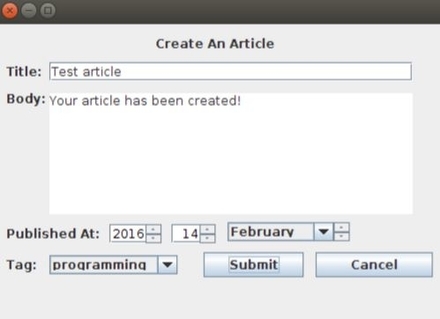 Create An Article
Title: Test article
Body: Your article has been created!
Published At: 2016 14 February
Tag: programming Submit Cancel